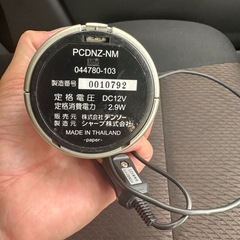 PCDNZ-NM
044780-103
製造番号 0010792
定格電圧 DC12V
定格消費電力 2.9W
販売元 株式会社デンソー
製造元 シャープ株式会社
MADE IN THAILAND
-paper-